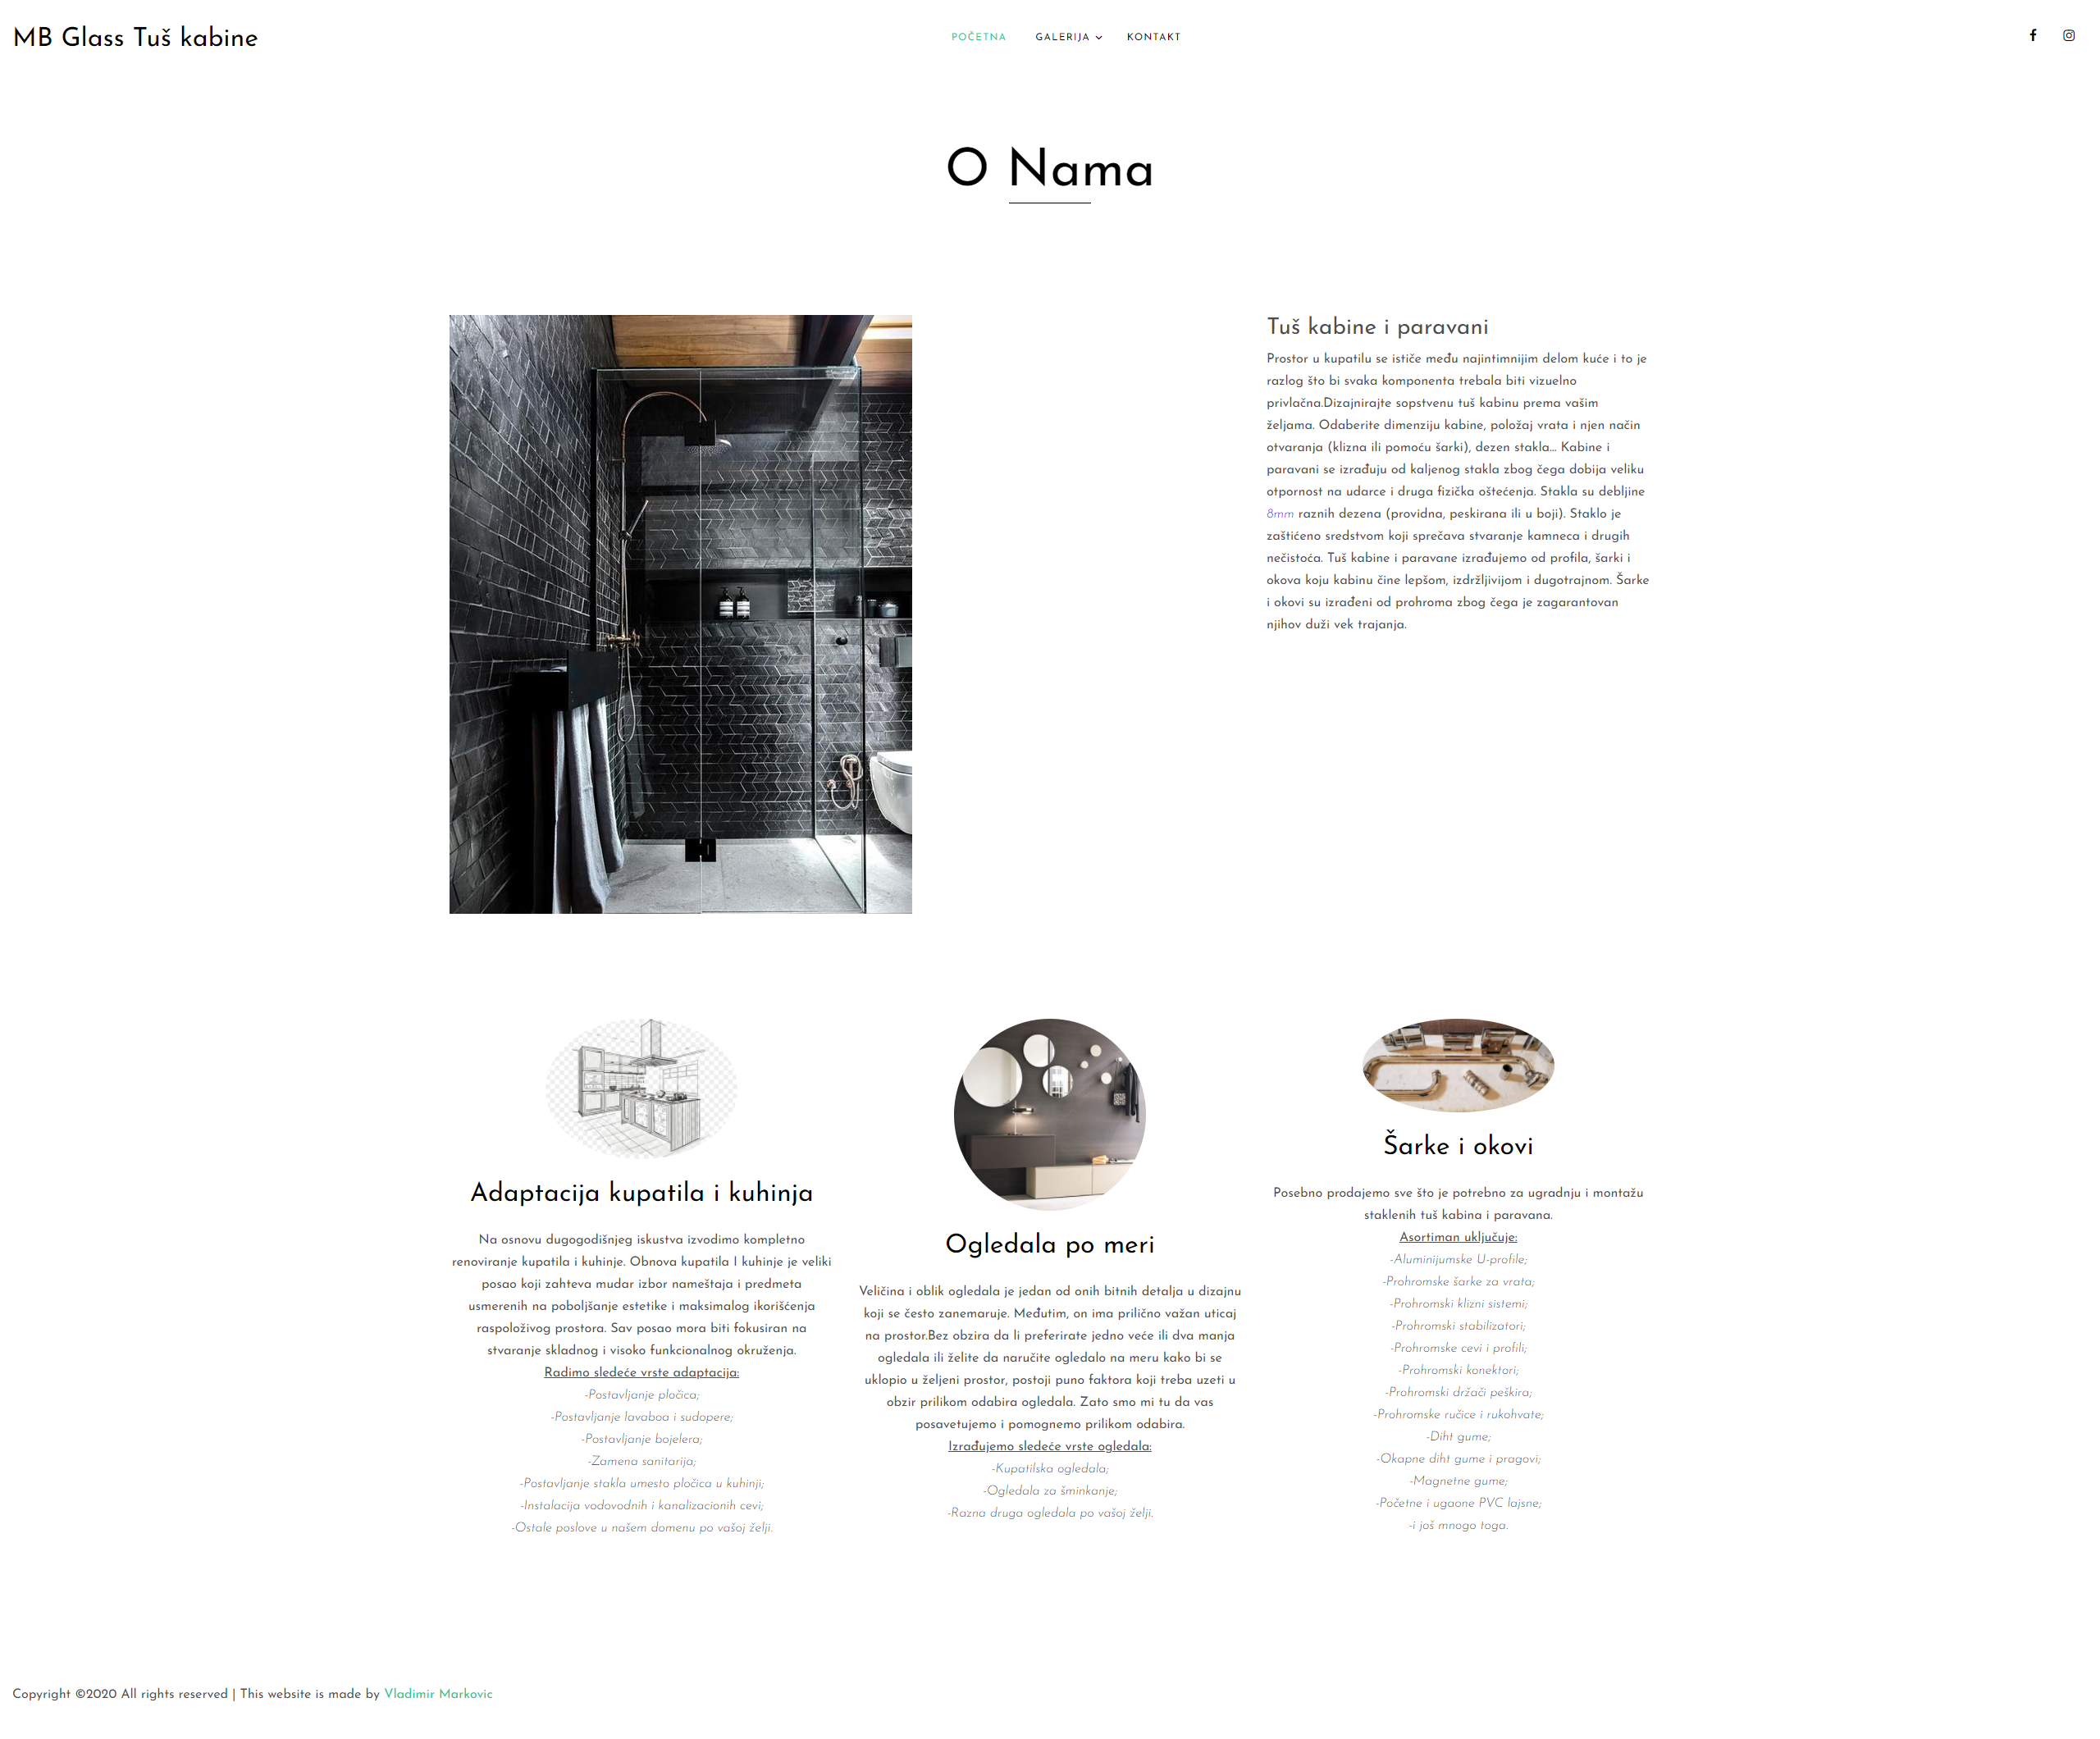 MB Glass Tuš kabine
POČETNA
GALERIJA
KONTAKT
O Nama
Tuš kabine i paravani
Prostor u kupatilu se ističe među najintimnijim delom kuće i to je
razlog što bi svaka komponenta trebala biti vizuelno
privlačna.Dizajnirajte sopstvenu tuš kabinu prema vašim
željama. Odaberite dimenziju kabine, položaj vrata i njen način
otvaranja (klizna ili pomoću šarki), dezen stakla... Kabine i
paravani se izrađuju od kaljenog stakla zbog čega dobija veliku
otpornost na udarce i druga fizička oštećenja. Stakla su debljine
8mm raznih dezena (providna, peskirana ili u boji). Staklo je
zaštićeno sredstvom koji sprečava stvaranje kamneca i drugih
nečistoća. Tuš kabine i paravane izrađujemo od profila, šarki i
okova koju kabinu čine lepšom, izdržljivijom i dugotrajnom. Šarke
i okovi su izrađeni od prohroma zbog čega je zagarantovan
njihov duži vek trajanja.
Adaptacija kupatila i kuhinja
Na osnovu dugogodišnjeg iskustva izvodimo kompletno
renoviranje kupatila i kuhinje. Obnova kupatila I kuhinje je veliki
posao koji zahteva mudar izbor nameštaja i predmeta
usmerenih na poboljšanje estetike i maksimalog ikorišćenja
raspoloživog prostora. Sav posao mora biti fokusiran na
stvaranje skladnog i visoko funkcionalnog okruženja.
Radimo sledeće vrste adaptacija:
-Postavljanje pločica;
-Postavljanje lavaboa i sudopere;
-Postavljanje bojelera;
-Zamena sanitarija;
-Postavljanje stakla umesto pločica u kuhinji;
-Instalacija vodovodnih i kanalizacionih cevi;
-Ostale poslove u našem domenu po vašoj želji.
Ogledala po meri
Veličina i oblik ogledala je jedan od onih bitnih detalja u dizajnu
koji se često zanemaruje. Međutim, on ima prilično važan uticaj
na prostor.Bez obzira da li preferirate jedno veće ili dva manja
ogledala ili želite da naručite ogledalo na meru kako bi se
uklopio u željeni prostor, postoji puno faktora koji treba uzeti u
obzir prilikom odabira ogledala. Zato smo mi tu da vas
posavetujemo i pomognemo prilikom odabira.
Izrađujemo sledeće vrste ogledala:
-Kupatilska ogledala;
-Ogledala za šminkanje;
-Razna druga ogledala po vašoj želji.
Šarke i okovi
Posebno prodajemo sve što je potrebno za ugradnju i montažu
staklenih tuš kabina i paravana.
Asortiman uključuje:
-Aluminijumske U-profile;
-Prohromske šarke za vrata;
-Prohromski klizni sistemi;
-Prohromski stabilizatori;
-Prohromske cevi i profili;
-Prohromski konektori;
-Prohromski držači peškira;
-Prohromske ručice i rukohvate;
-Diht gume;
-Okapne diht gume i pragovi;
-Magnetne gume;
-Početne i ugaone PVC lajsne;
-i još mnogo toga.
Copyright ©2020 All rights reserved | This website is made by Vladimir Markovic